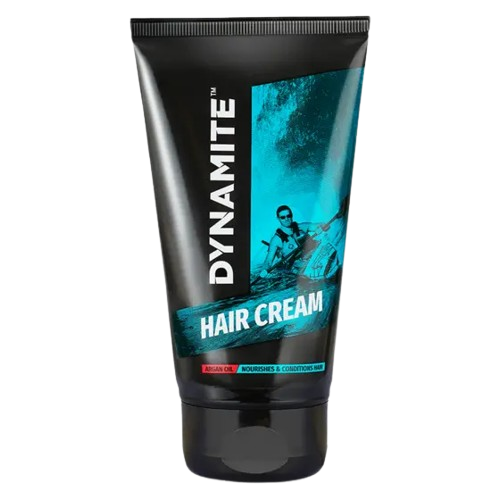 DYNAMITE™
HAIR CREAM
ARGAN OIL NOURISHES & CONDITIONS HAIR